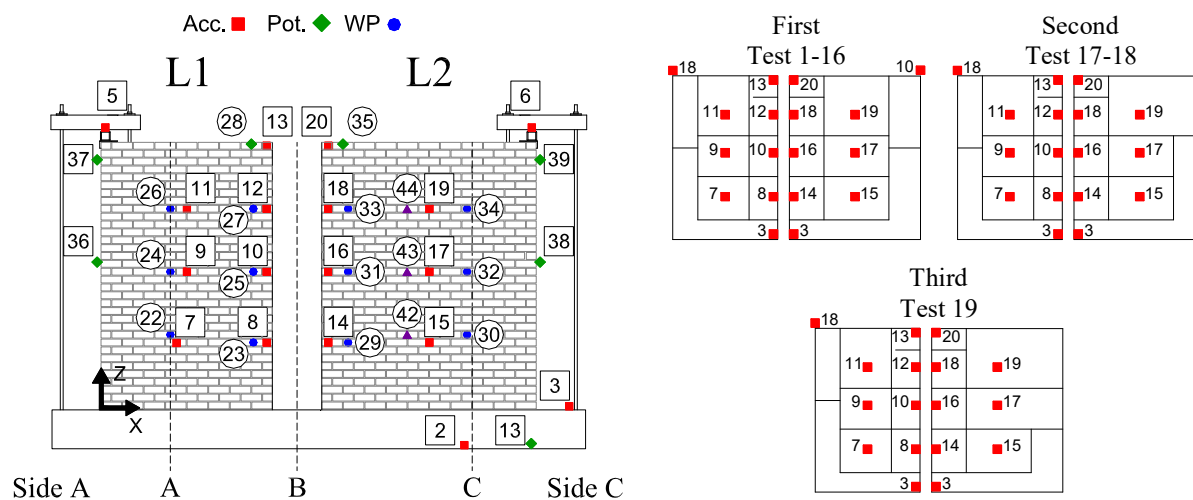 Acc. Pot. WP
L1 L2
5 6
28 13 20 35
37 39
26 11 12 18 44 19
27 33 34
36 38
24 9 10 16 43 17
25 31 32
22 7 8 14 42 15
23 29 30
Z
X
3
2 13
Side A A B C Side C
First
Test 1-16
18 10
13 20
11 12 18 19
9 10 16 17
7 8 14 15
3 3
Second
Test 17-18
18
13 20
11 12 18 19
9 10 16 17
7 8 14 15
3 3
Third
Test 19
18
13 20
11 12 18 19
9 10 16 17
7 8 14 15
3 3